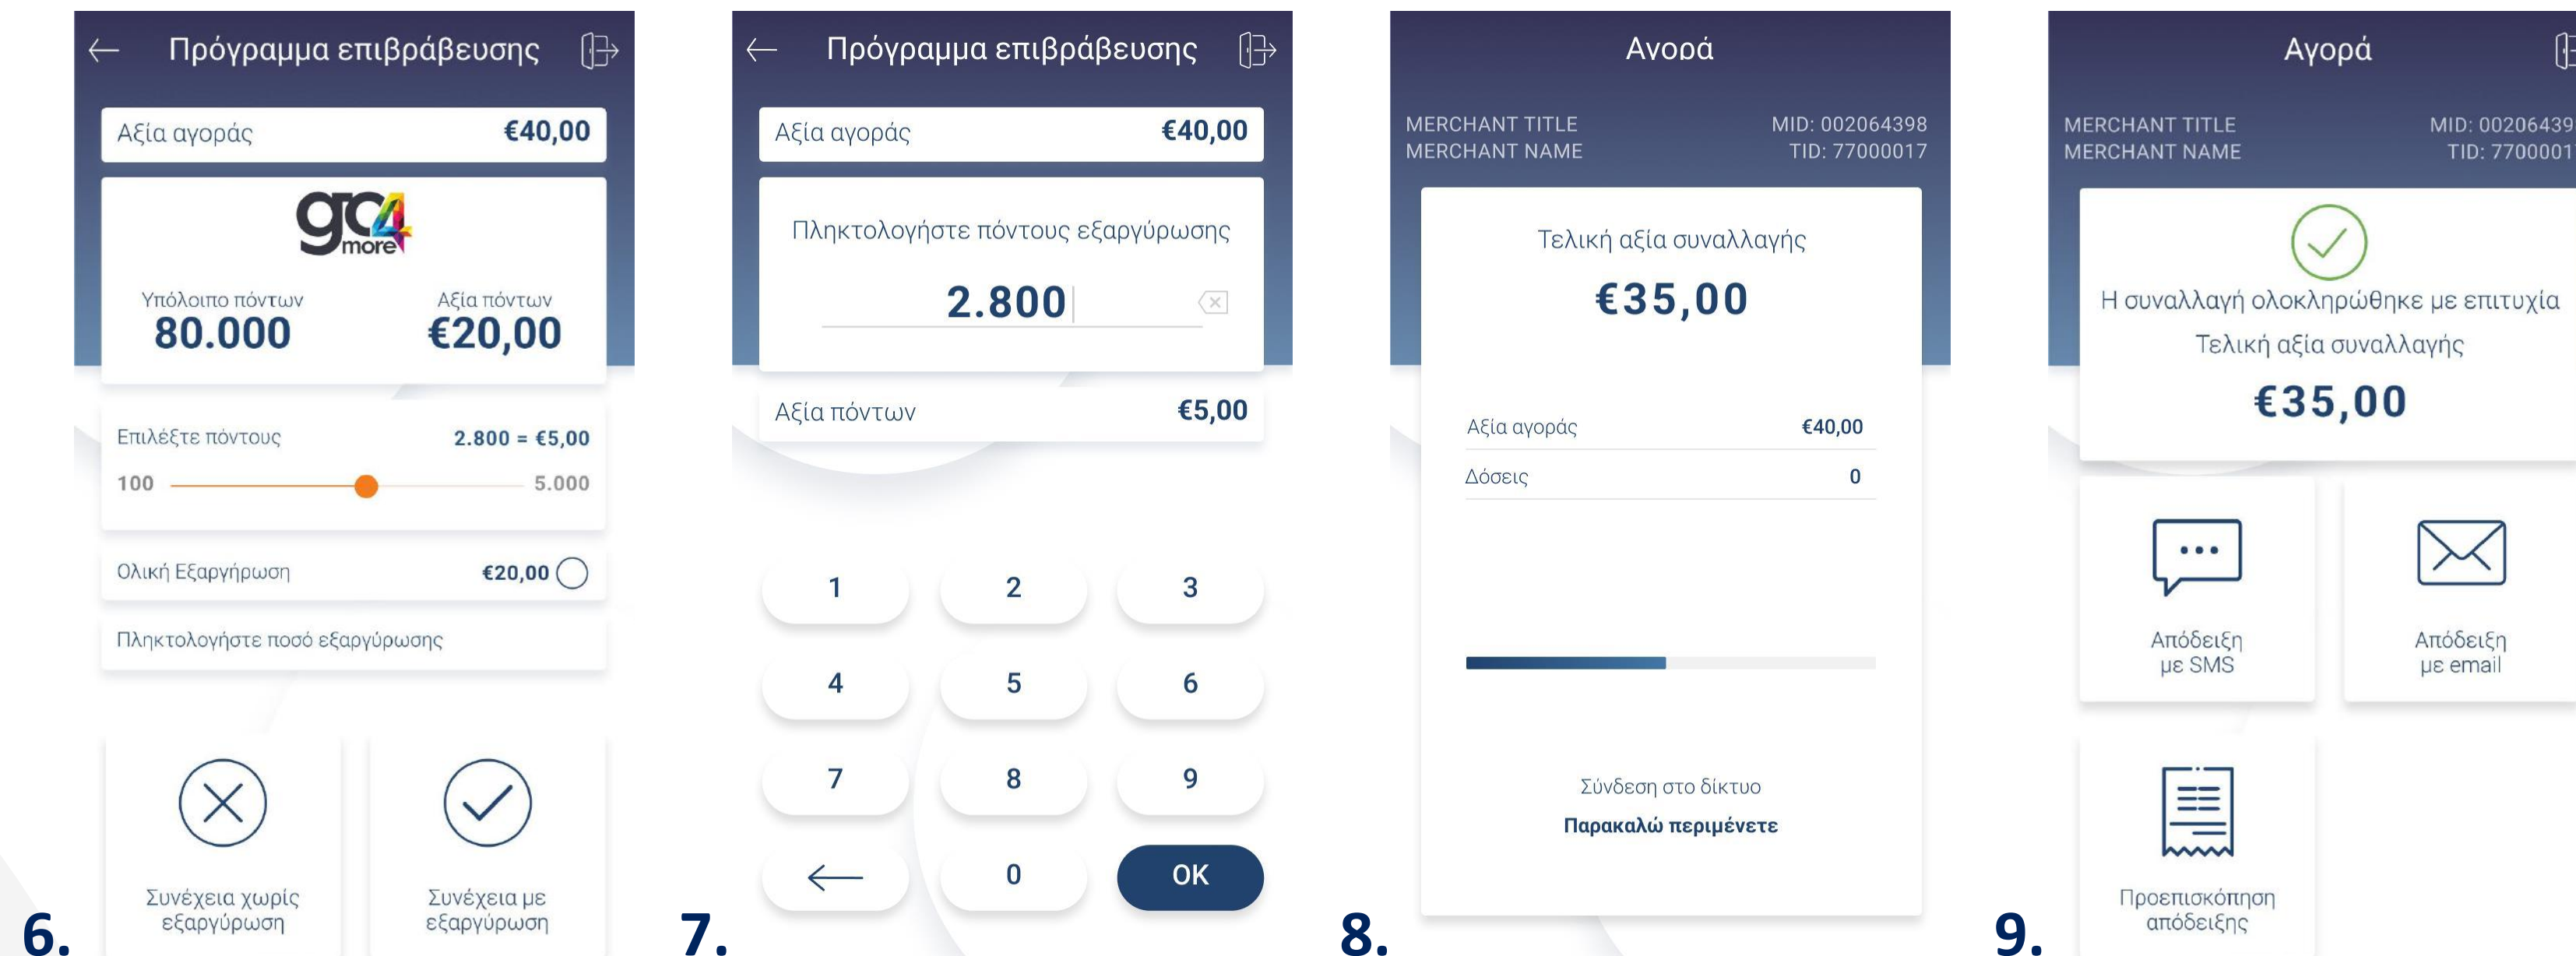 Πρόγραμμα επιβράβευσης
Αξία αγοράς €40,00
go4more
Υπόλοιπο πόντων Αξία πόντων
80.000 €20,00
Επιλέξτε πόντους 2.800 = €5,00
100 5.000
Ολική Εξαργήρωση €20,00
Πληκτολογήστε ποσό εξαργύρωσης
Συνέχεια χωρίς
εξαργύρωση
Συνέχεια με
εξαργύρωση
6.
Πρόγραμμα επιβράβευσης
Αξία αγοράς €40,00
Πληκτολογήστε πόντους εξαργύρωσης
2.800
Αξία πόντων €5,00
1 2 3
4 5 6
7 8 9
0 OK
7.
Αγορά
MERCHANT TITLE MID: 002064398
MERCHANT NAME TID: 77000017
Τελική αξία συναλλαγής
€35,00
Αξία αγοράς €40,00
Δόσεις 0
Σύνδεση στο δίκτυο
Παρακαλώ περιμένετε
8.
Αγορά
MERCHANT TITLE MID: 00206439
MERCHANT NAME TID: 7700001
Η συναλλαγή ολοκληρώθηκε με επιτυχία
Τελική αξία συναλλαγής
€35,00
Απόδειξη
με SMS
Απόδειξη
με email
Προεπισκόπηση
απόδειξης
9.